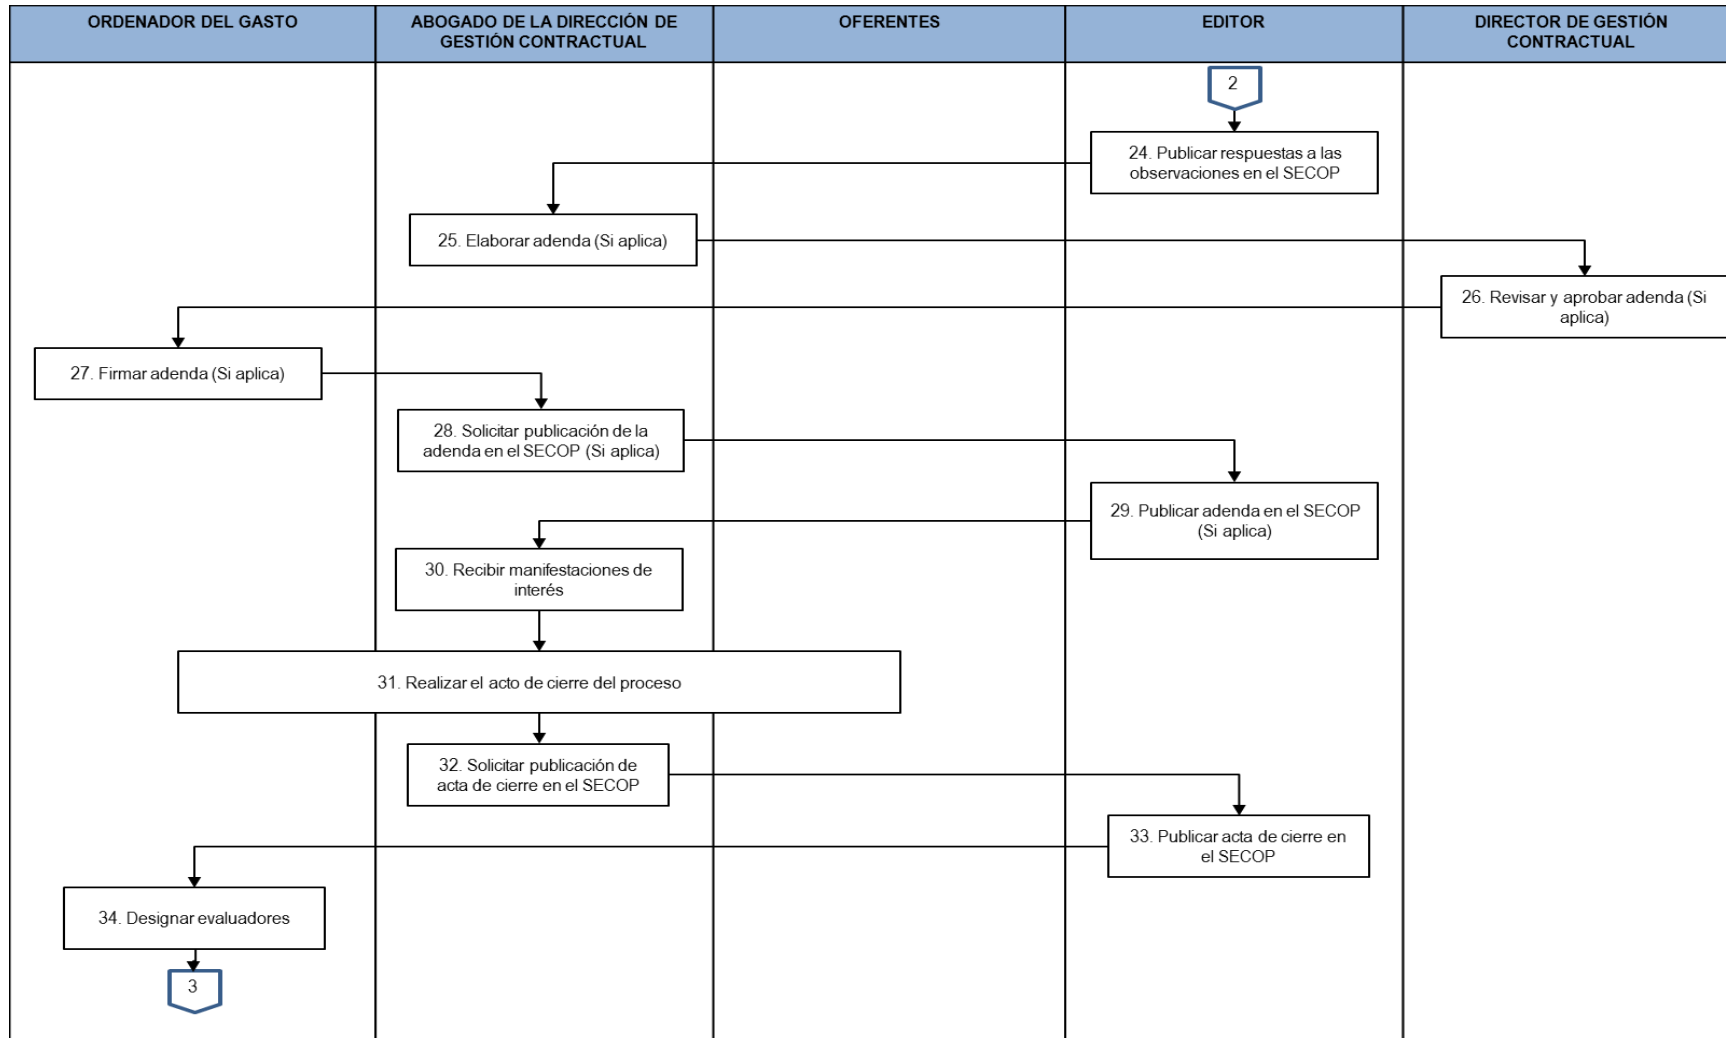 ORDENADOR DEL GASTO
ABOGADO DE LA DIRECCIÓN DE
GESTIÓN CONTRACTUAL
OFERENTES
EDITOR
DIRECTOR DE GESTIÓN
CONTRACTUAL
2
24. Publicar respuestas a las
observaciones en el SECOP
25. Elaborar adenda (Si aplica)
26. Revisar y aprobar adenda (Si
aplica)
27. Firmar adenda (Si aplica)
28. Solicitar publicación de la
adenda en el SECOP (Si aplica)
29. Publicar adenda en el SECOP
(Si aplica)
30. Recibir manifestaciones de
interés
31. Realizar el acto de cierre del proceso
32. Solicitar publicación de
acta de cierre en el SECOP
33. Publicar acta de cierre en
el SECOP
34. Designar evaluadores
3